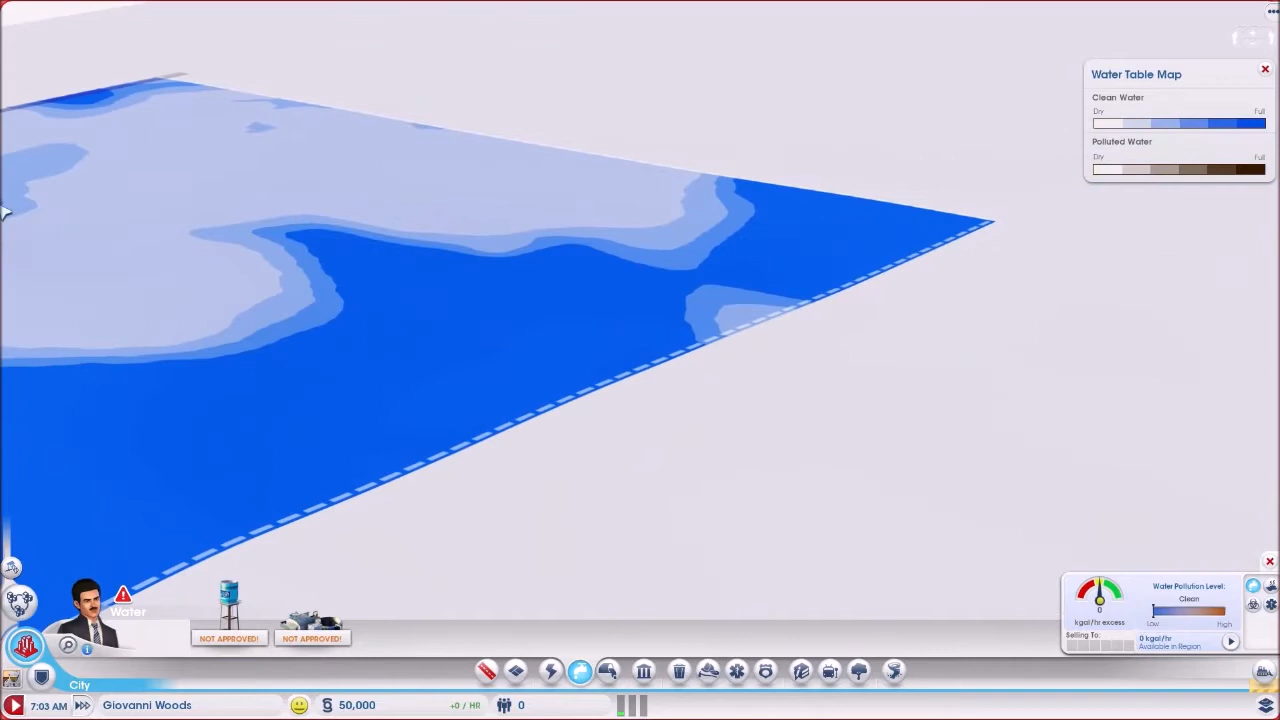 Water Table Map
Clean Water
Dry Full
Polluted Water
Dry Full
Water
NOT APPROVED! NOT APPROVED!
Water Pollution Level:
Clean
Low High
0
kgal/hr excess
Selling To:
0 kgal/hr
Available in Region
City
7:03 AM Giovanni Woods 50,000 +0 / HR 0